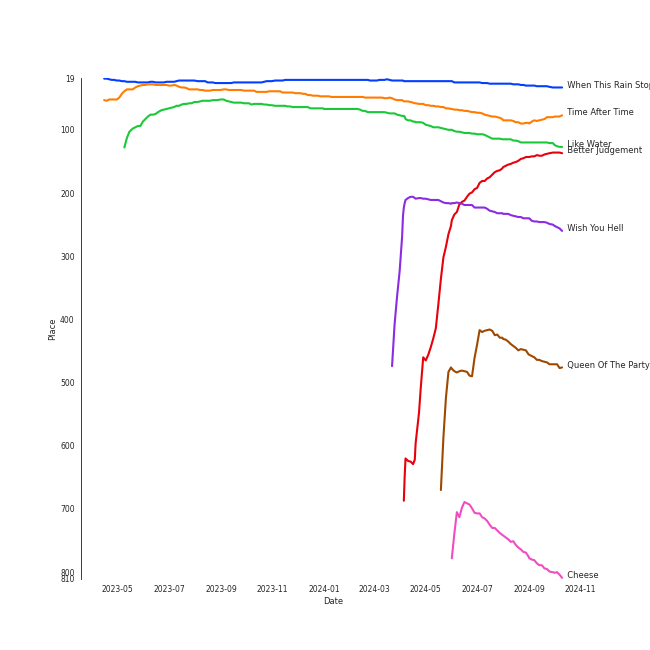 19
100
200
300
400
500
600
700
800
810
Place
2023-05
2023-07
2023-09
2023-11
2024-01
2024-03
2024-05
2024-07
2024-09
2024-11
Date
When This Rain Stop
Time After Time
Like Water
Better Judgement
Wish You Hell
Queen Of The Party
Cheese